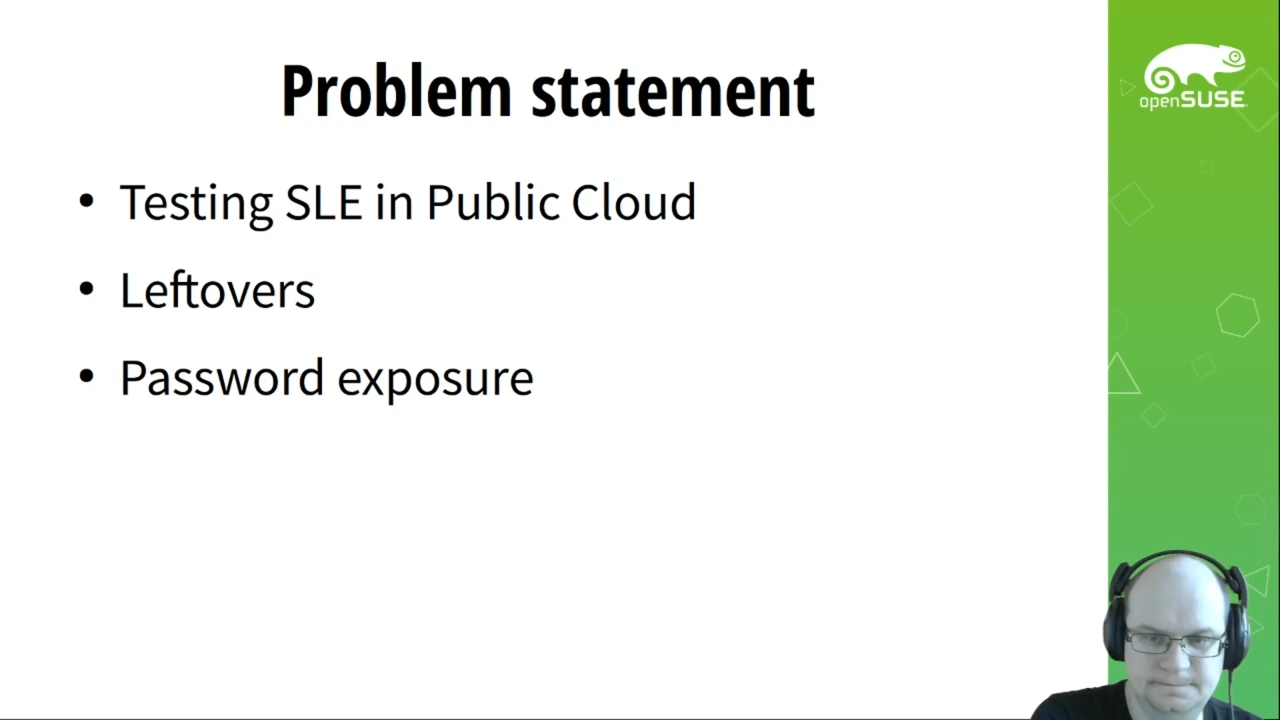 Problem statement
openSUSE
• Testing SLE in Public Cloud
• Leftovers
• Password exposure